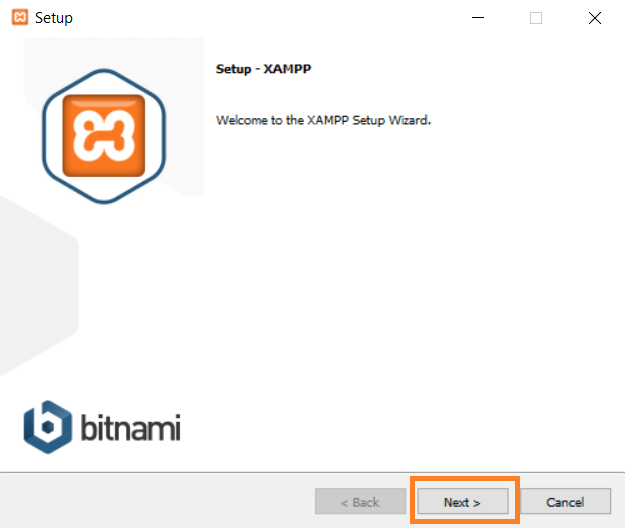 Setup
Setup - XAMPP
Welcome to the XAMPP Setup Wizard.
bitnami
< Back
Next >
Cancel